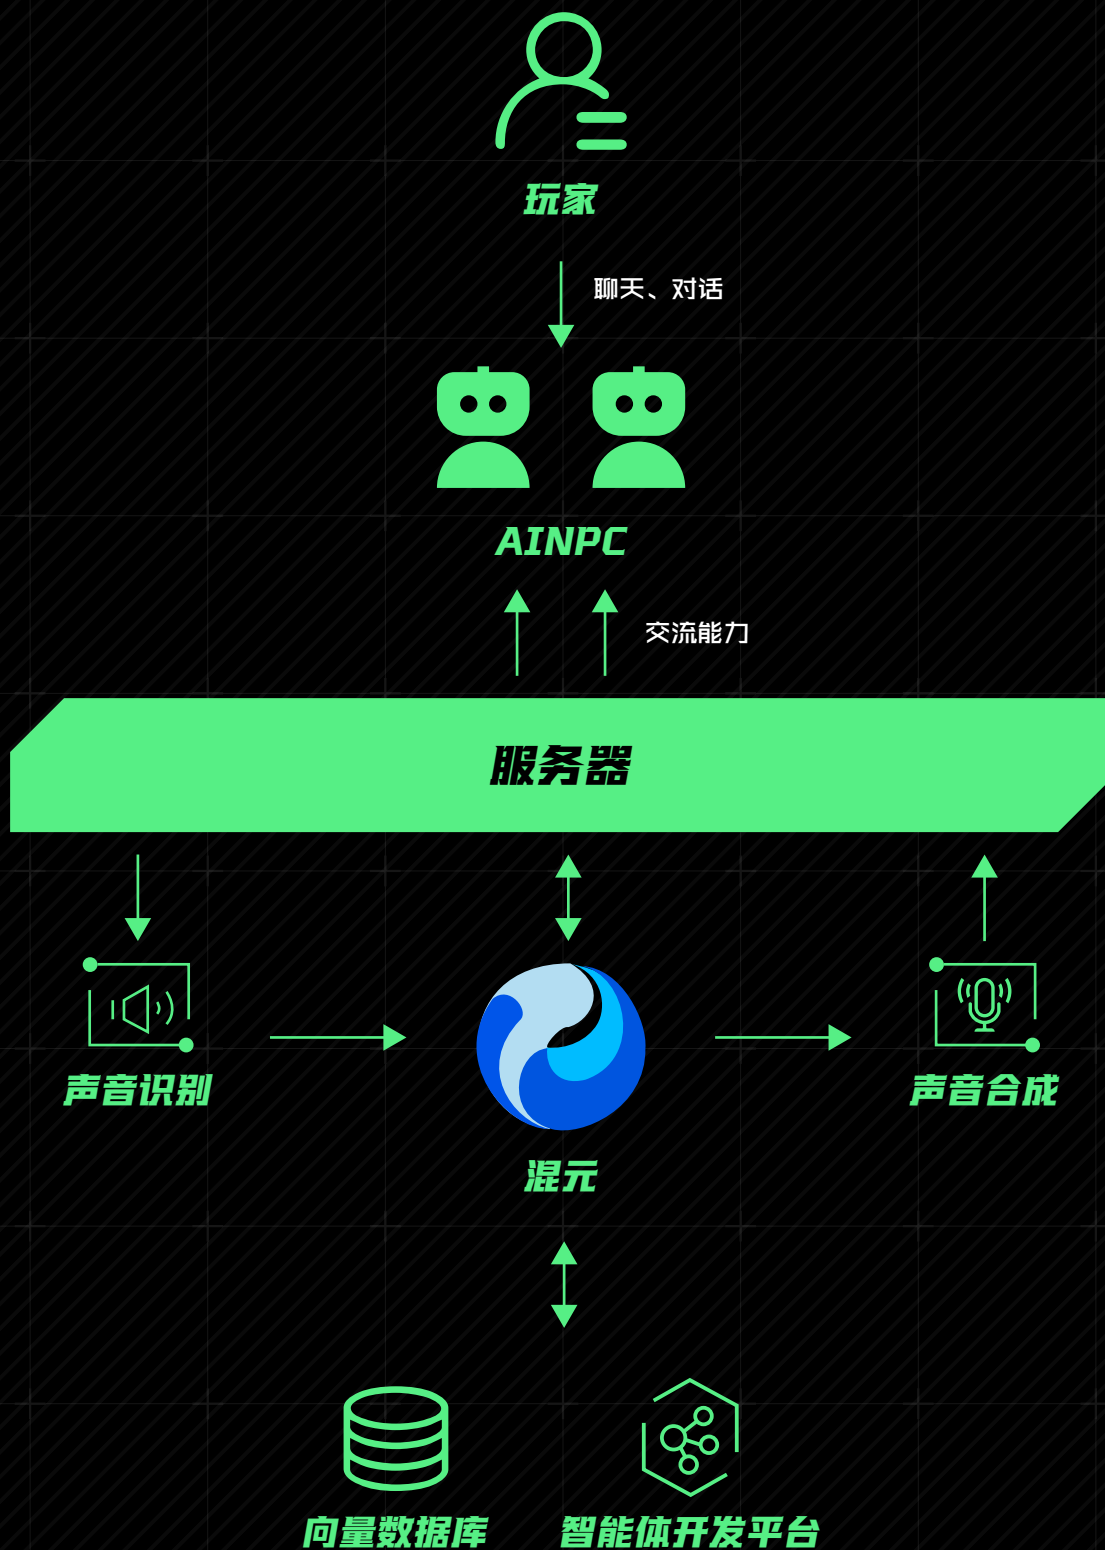 玩家
聊天、对话
AINPC
交流能力
服务器
声音识别
声音合成
混元
向量数据库
智能体开发平台